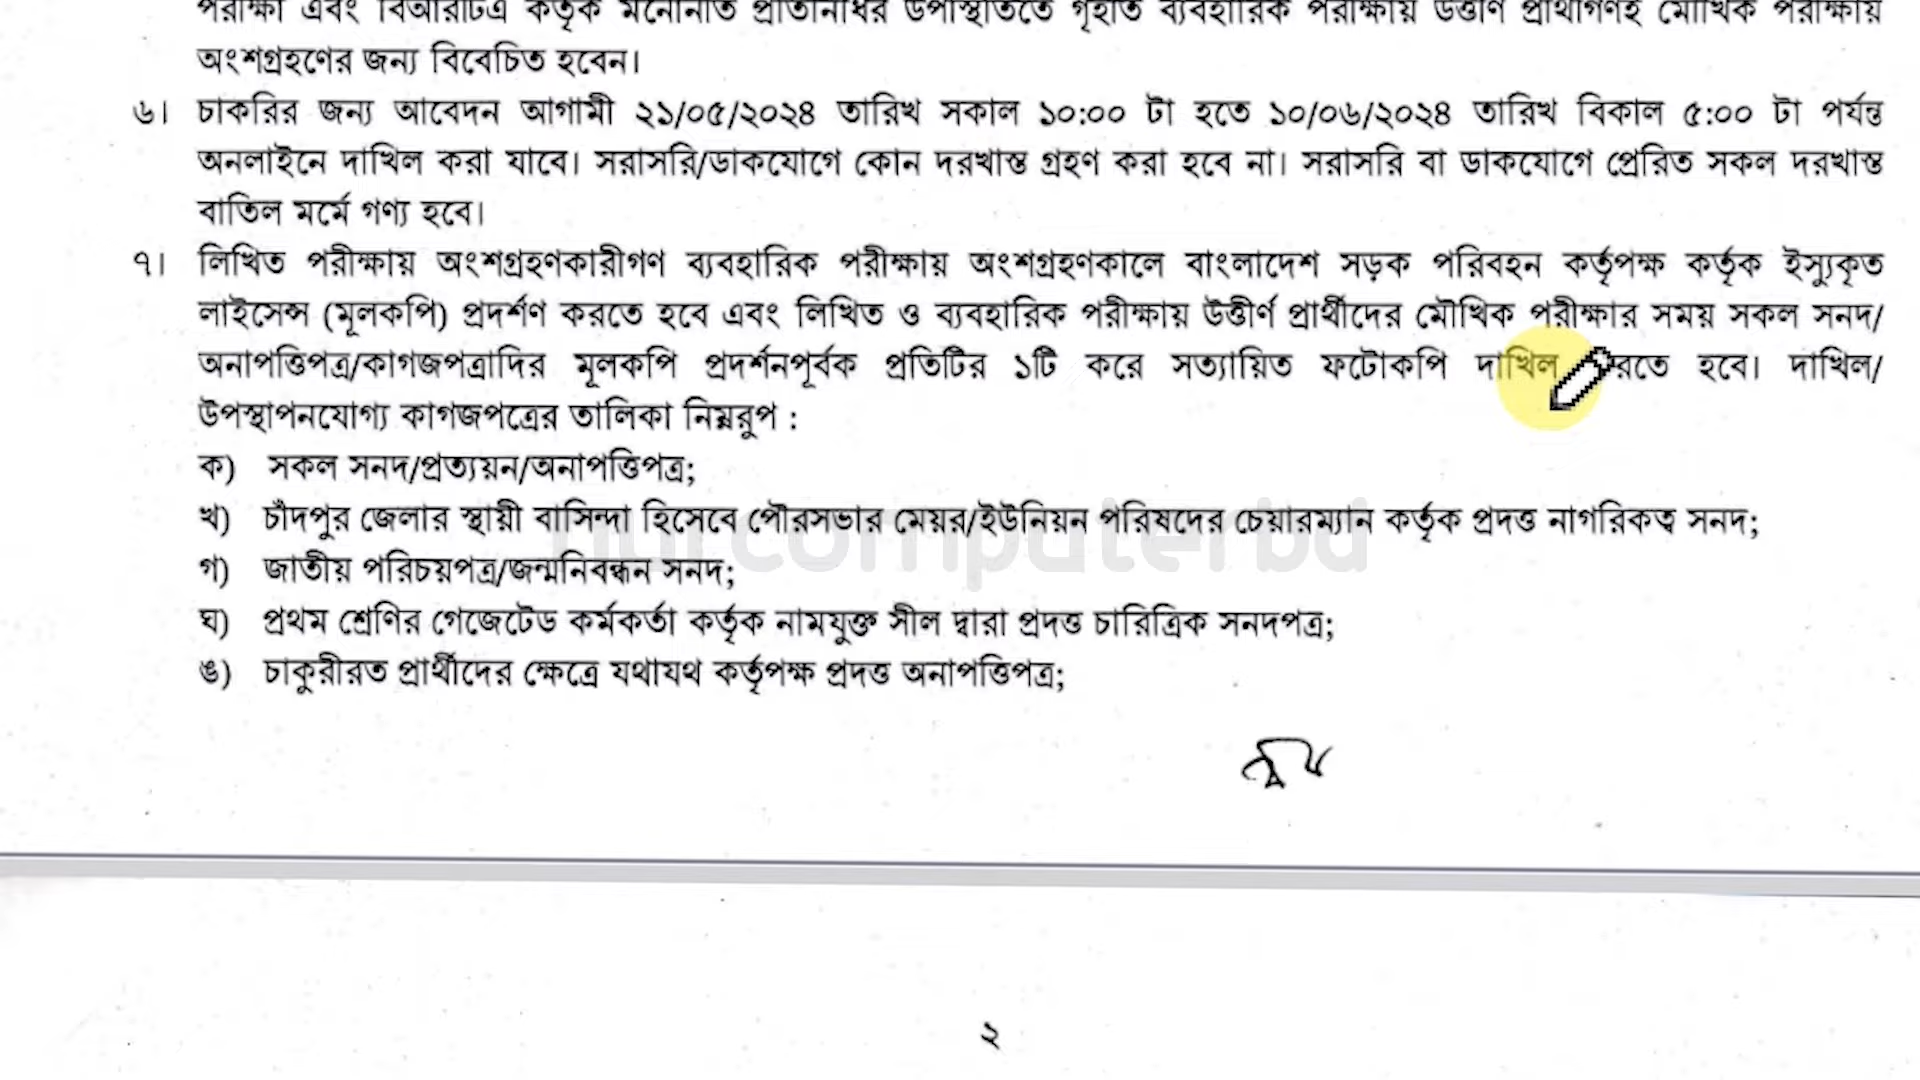 পরীক্ষা এবং বিআরটিএ কর্তৃক মনোনীত প্রতিনিধির উপস্থিতিতে গৃহীত ব্যবহারিক পরীক্ষায় উত্তীর্ণ প্রার্থীগণই মৌখিক পরীক্ষায়
অংশগ্রহণের জন্য বিবেচিত হবেন।
৬। চাকরির জন্য আবেদন আগামী ২১/০৫/২০২৪ তারিখ সকাল ১০:০০ টা হতে ১০/০৬/২০২৪ তারিখ বিকাল ৫:০০ টা পর্যন্ত
অনলাইনে দাখিল করা যাবে। সরাসরি/ডাকযোগে কোন দরখাস্ত গ্রহণ করা হবে না। সরাসরি বা ডাকযোগে প্রেরিত সকল দরখাস্ত
বাতিল মর্মে গণ্য হবে।
৭। লিখিত পরীক্ষায় অংশগ্রহণকারীগণ ব্যবহারিক পরীক্ষায় অংশগ্রহণকালে বাংলাদেশ সড়ক পরিবহন কর্তৃপক্ষ কর্তৃক ইস্যুকৃত
লাইসেন্স (মূলকপি) প্রদর্শণ করতে হবে এবং লিখিত ও ব্যবহারিক পরীক্ষায় উত্তীর্ণ প্রার্থীদের মৌখিক পরীক্ষার সময় সকল সনদ/
অনাপত্তিপত্র/কাগজপত্রাদির মূলকপি প্রদর্শনপূর্বক প্রতিটির ১টি করে সত্যায়িত ফটোকপি দাখিল রতে হবে। দাখিল/
উপস্থাপনযোগ্য কাগজপত্রের তালিকা নিম্নরুপ :
ক) সকল সনদ/প্রত্যয়ন/অনাপত্তিপত্র;
খ) চাঁদপুর জেলার স্থায়ী বাসিন্দা হিসেবে পৌরসভার মেয়র/ইউনিয়ন পরিষদের চেয়ারম্যান কর্তৃক প্রদত্ত নাগরিকত্ব সনদ;
nurcomputerbd
গ) জাতীয় পরিচয়পত্র/জন্মনিবন্ধন সনদ;
ঘ) প্রথম শ্রেণির গেজেটেড কর্মকর্তা কর্তৃক নামযুক্ত সীল দ্বারা প্রদত্ত চারিত্রিক সনদপত্র;
ঙ) চাকুরীরত প্রার্থীদের ক্ষেত্রে যথাযথ কর্তৃপক্ষ প্রদত্ত অনাপত্তিপত্র;
২